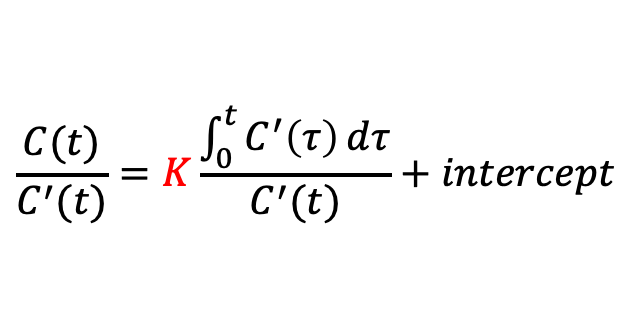 C(t)/C′(t) = K ∫₀ᵗ C′(τ) dτ / C′(t) + intercept